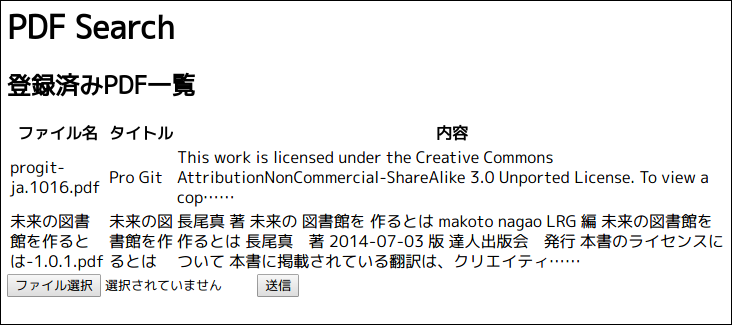 PDF Search
登録済みPDF一覧
ファイル名 タイトル 内容
progit-
ja.1016.pdf
Pro Git
This work is licensed under the Creative Commons
AttributionNonCommercial-ShareAlike 3.0 Unported License. To view a
cop……
未来の図書
館を作ると
は-1.0.1.pdf
未来の図
書館を作
るとは
長尾真 著 未来の 図書館を 作るとは makoto nagao LRG 編 未来の図書館を
作るとは 長尾真　著 2014-07-03 版 達人出版会　発行 本書のライセンスに
ついて 本書に掲載されている翻訳は、クリエイティ……
ファイル選択 選択されていません 送信